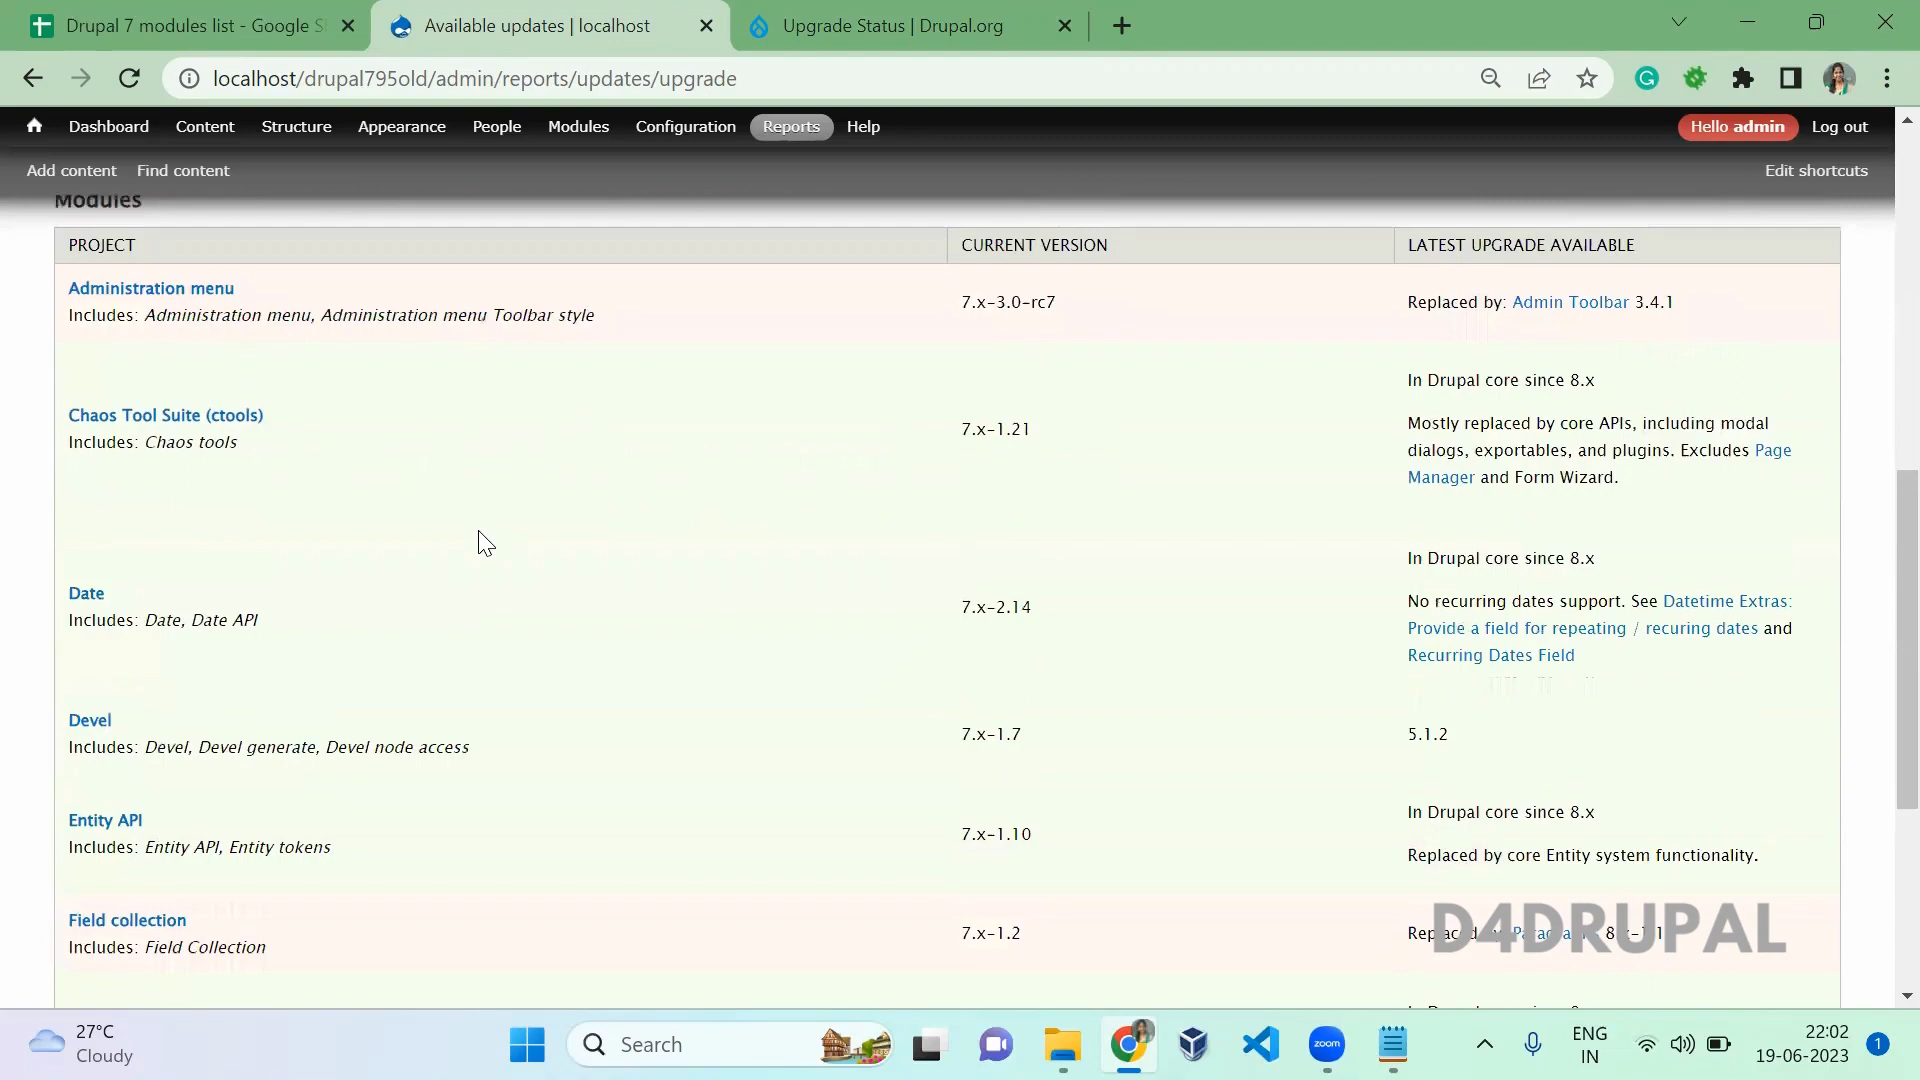 Drupal 7 modules list - Google S
Available updates | localhost
Upgrade Status | Drupal.org
localhost/drupal795old/admin/reports/updates/upgrade
Dashboard Content Structure Appearance People Modules Configuration Reports Help
Hello admin Log out
Add content Find content
Edit shortcuts
Modules
PROJECT CURRENT VERSION LATEST UPGRADE AVAILABLE
Administration menu
Includes: Administration menu, Administration menu Toolbar style
7.x-3.0-rc7
Replaced by: Admin Toolbar 3.4.1
Chaos Tool Suite (ctools)
Includes: Chaos tools
7.x-1.21
In Drupal core since 8.x
Mostly replaced by core APIs, including modal
dialogs, exportables, and plugins. Excludes Page
Manager and Form Wizard.
Date
Includes: Date, Date API
7.x-2.14
In Drupal core since 8.x
No recurring dates support. See Datetime Extras:
Provide a field for repeating / recuring dates and
Recurring Dates Field
Devel
Includes: Devel, Devel generate, Devel node access
7.x-1.7
5.1.2
Entity API
Includes: Entity API, Entity tokens
7.x-1.10
In Drupal core since 8.x
Replaced by core Entity system functionality.
Field collection
Includes: Field Collection
7.x-1.2
D4DRUPAL
27°C
Cloudy
Search
zoom
ENG
IN
22:02
19-06-2023
1